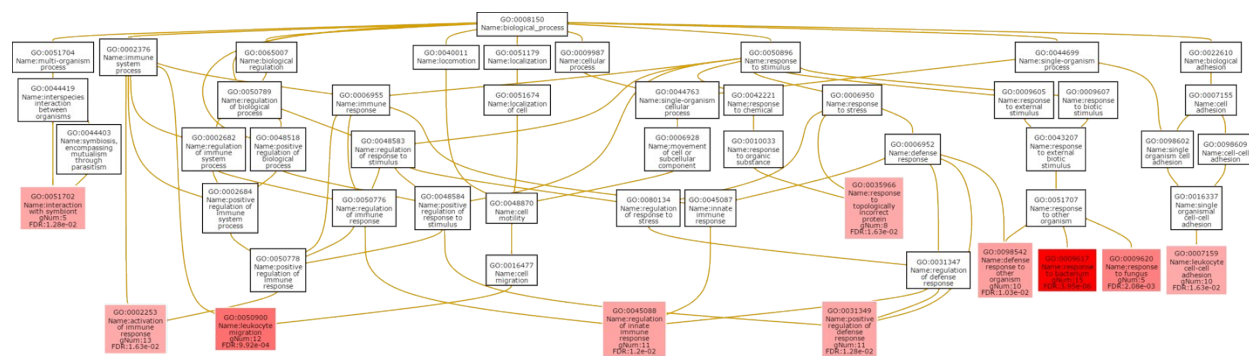 GO:0008150
Name:biological_process
GO:0051704
Name:multi-organism
process
GO:0002376
Name:immune
system
process
GO:0065007
Name:biological
regulation
GO:0040011
Name:locomotion
GO:0051179
Name:localization
GO:0009987
Name:cellular
process
GO:0050896
Name:response
to stimulus
GO:0044699
Name:single-organism
process
GO:0022610
Name:biological
adhesion
GO:0044419
Name:interspecies
interaction
between
organisms
GO:0050789
Name:regulation
of biological
process
GO:0006955
Name:immune
response
GO:0051674
Name:localization
of cell
GO:0044763
Name:single-organism
cellular
process
GO:0042221
Name:response
to chemical
GO:0006950
Name:response
to stress
GO:0009605
Name:response
to external
stimulus
GO:0009607
Name:response
to biotic
stimulus
GO:0007155
Name:cell
adhesion
GO:0044403
Name:symbiosis,
encompassing
mutualism
through
parasitism
GO:0002682
Name:regulation
of immune
system
process
GO:0048518
Name:positive
regulation of
biological
process
GO:0048583
Name:regulation
of response to
stimulus
GO:0006928
Name:movement
of cell or
subcellular
component
GO:0010033
Name:response
to organic
substance
GO:0006952
Name:defense
response
GO:0043207
Name:response
to external
biotic
stimulus
GO:0098602
Name:single
organism cell
adhesion
GO:0098609
Name:cell-cell
adhesion
GO:0051702
Name:interaction
with symbiont
gNum:5
FDR:1.28e-02
GO:0002684
Name:positive
regulation of
immune system
process
GO:0050776
Name:regulation
of immune
response
GO:0048584
Name:positive
regulation of
response to
stimulus
GO:0048870
Name:cell
motility
GO:0080134
Name:regulation
of response to
stress
GO:0045087
Name:innate
immune
response
GO:0035966
Name:response
to
topologically
incorrect
protein
gNum:8
FDR:1.63e-02
GO:0051707
Name:response
to other
organism
GO:0016337
Name:single
organismal
cell-cell
adhesion
GO:0050778
Name:positive
regulation of
immune response
GO:0016477
Name:cell
migration
GO:0031347
Name:regulation
of defense
response
GO:0098542
Name:defense
response to
other organism
gNum:10
FDR:1.03e-02
GO:0009617
Name:response
to bacterium
GO:0009620
Name:response
to fungus
gNum:5
FDR:2.08e-03
GO:0007159
Name:leukocyte
cell-cell
adhesion
gNum:10
FDR:1.63e-02
GO:0002253
Name:activation
of immune
response
gNum:13
FDR:1.63e-02
GO:0050900
Name:leukocyte
migration
gNum:12
FDR:9.92e-04
GO:0045088
Name:regulation
of innate
immune response
gNum:11
FDR:1.2e-02
GO:0031349
Name:positive
regulation of
defense response
gNum:11
FDR:1.28e-02